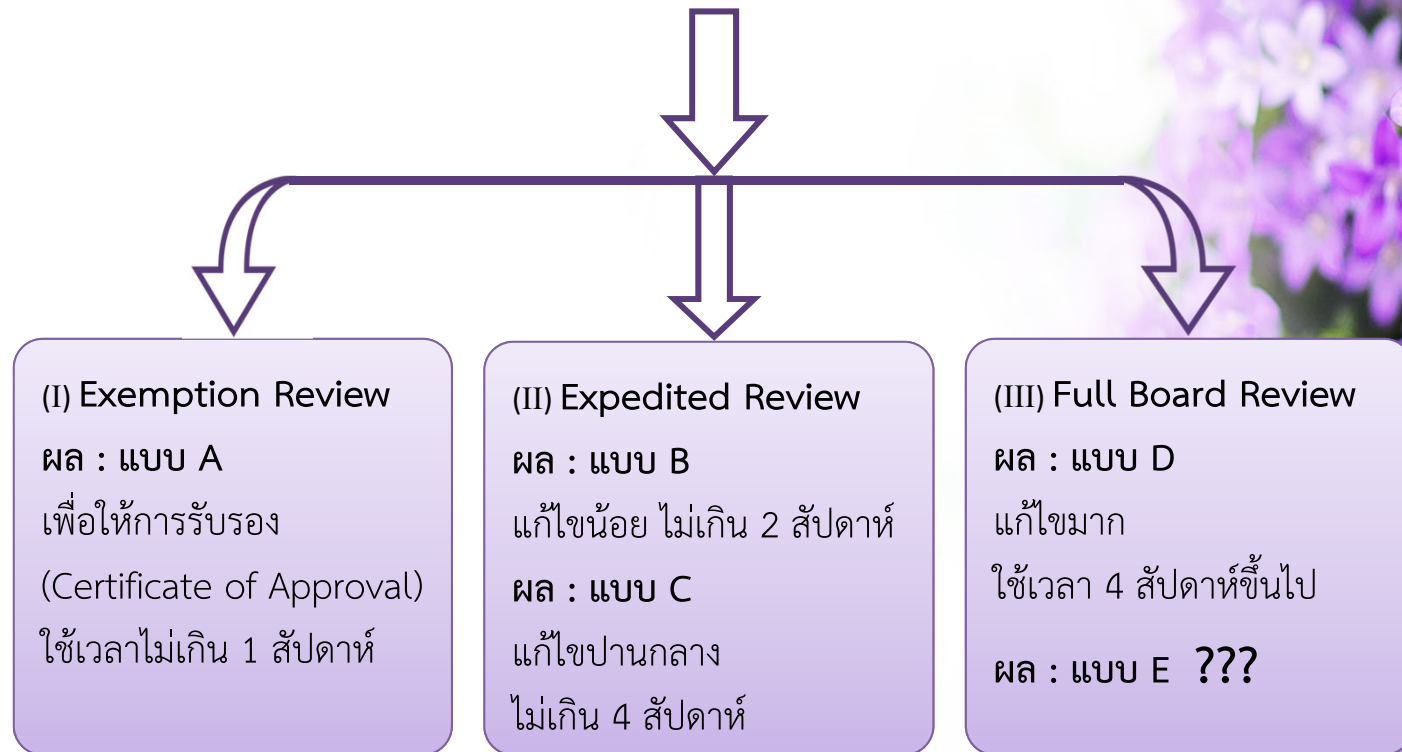 (I) Exemption Review
ผล : แบบ A
เพื่อให้การรับรอง
(Certificate of Approval)
ใช้เวลาไม่เกิน 1 สัปดาห์
(II) Expedited Review
ผล : แบบ B
แก้ไขน้อย ไม่เกิน 2 สัปดาห์
ผล : แบบ C
แก้ไขปานกลาง
ไม่เกิน 4 สัปดาห์
(III) Full Board Review
ผล : แบบ D
แก้ไขมาก
ใช้เวลา 4 สัปดาห์ขึ้นไป
ผล : แบบ E ???